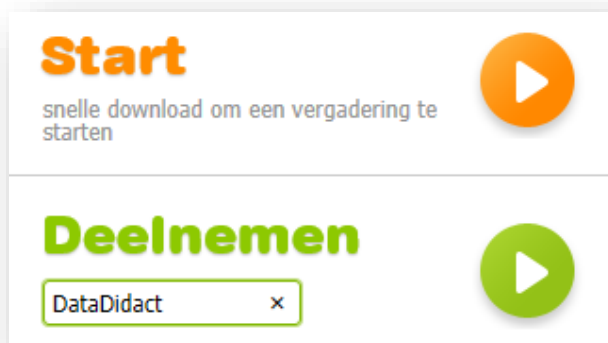 Start
snelle download om een vergadering te
starten
Deelnemen
DataDidact ×